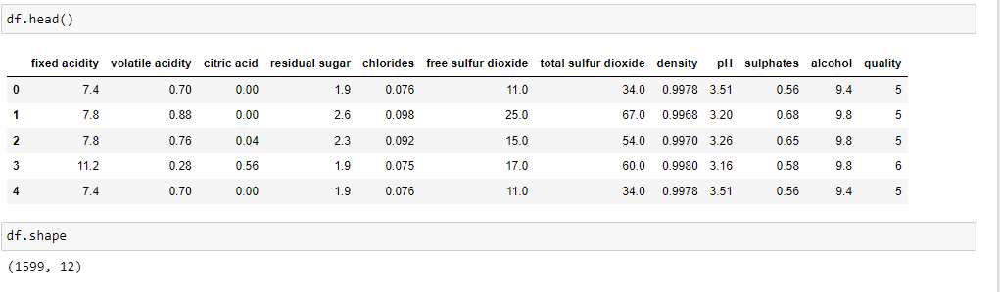 df.head()
fixed acidity volatile acidity citric acid residual sugar chlorides free sulfur dioxide total sulfur dioxide density pH sulphates alcohol quality
0 7.4 0.70 0.00 1.9 0.076 11.0 34.0 0.9978 3.51 0.56 9.4 5
1 7.8 0.88 0.00 2.6 0.098 25.0 67.0 0.9968 3.20 0.68 9.8 5
2 7.8 0.76 0.04 2.3 0.092 15.0 54.0 0.9970 3.26 0.65 9.8 5
3 11.2 0.28 0.56 1.9 0.075 17.0 60.0 0.9980 3.16 0.58 9.8 6
4 7.4 0.70 0.00 1.9 0.076 11.0 34.0 0.9978 3.51 0.56 9.4 5
df.shape
(1599, 12)